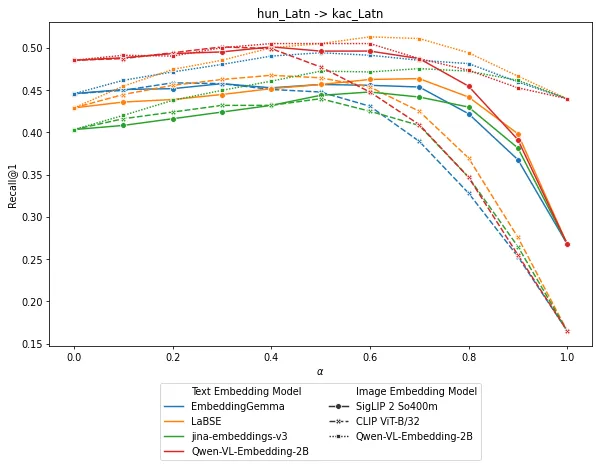 hun_Latn -> kac_Latn
Recall@1
0.50
0.45
0.40
0.35
0.30
0.25
0.20
0.15
0.0
0.2
0.4
0.6
0.8
1.0
α
Text Embedding Model
EmbeddingGemma
LaBSE
jina-embeddings-v3
Qwen-VL-Embedding-2B
Image Embedding Model
SigLIP 2 So400m
CLIP ViT-B/32
Qwen-VL-Embedding-2B